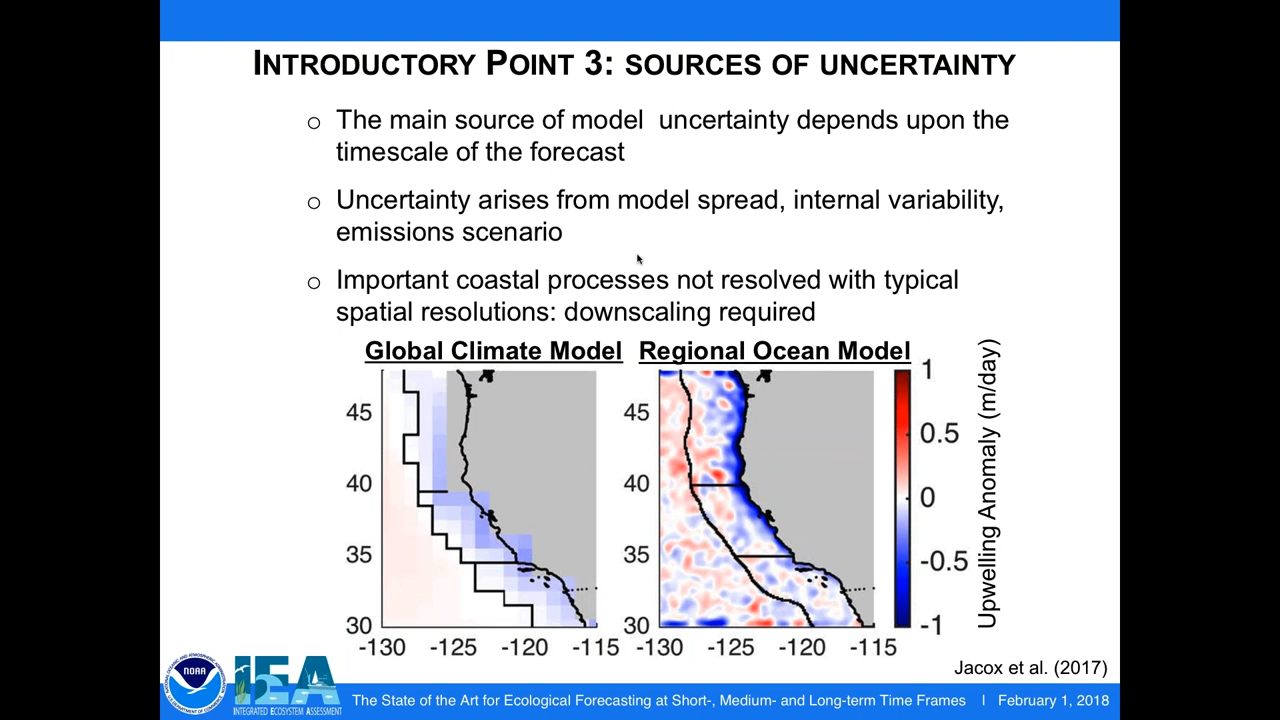 INTRODUCTORY POINT 3: SOURCES OF UNCERTAINTY
o The main source of model  uncertainty depends upon the
timescale of the forecast
o Uncertainty arises from model spread, internal variability,
emissions scenario
o Important coastal processes not resolved with typical
spatial resolutions: downscaling required
Global Climate Model Regional Ocean Model
45
40
35
30
-130 -125 -120 -115
45
40
35
30
-130 -125 -120 -115
1
0.5
0
-0.5
-1
Upwelling Anomaly (m/day)
Jacox et al. (2017)
NOAA
IEA
INTEGRATED ECOSYSTEM ASSESSMENT
The State of the Art for Ecological Forecasting at Short-, Medium- and Long-term Time Frames | February 1, 2018